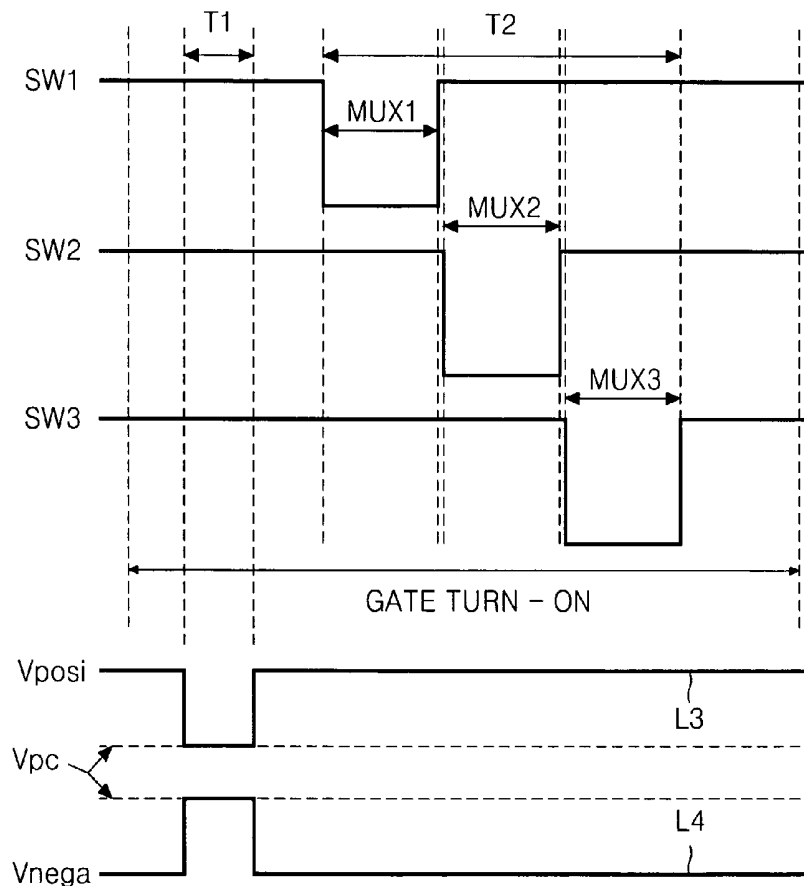 T1
T2
SW1
MUX1
MUX2
SW2
MUX3
SW3
GATE TURN – ON
Vposi
L3
Vpc
L4
Vnega